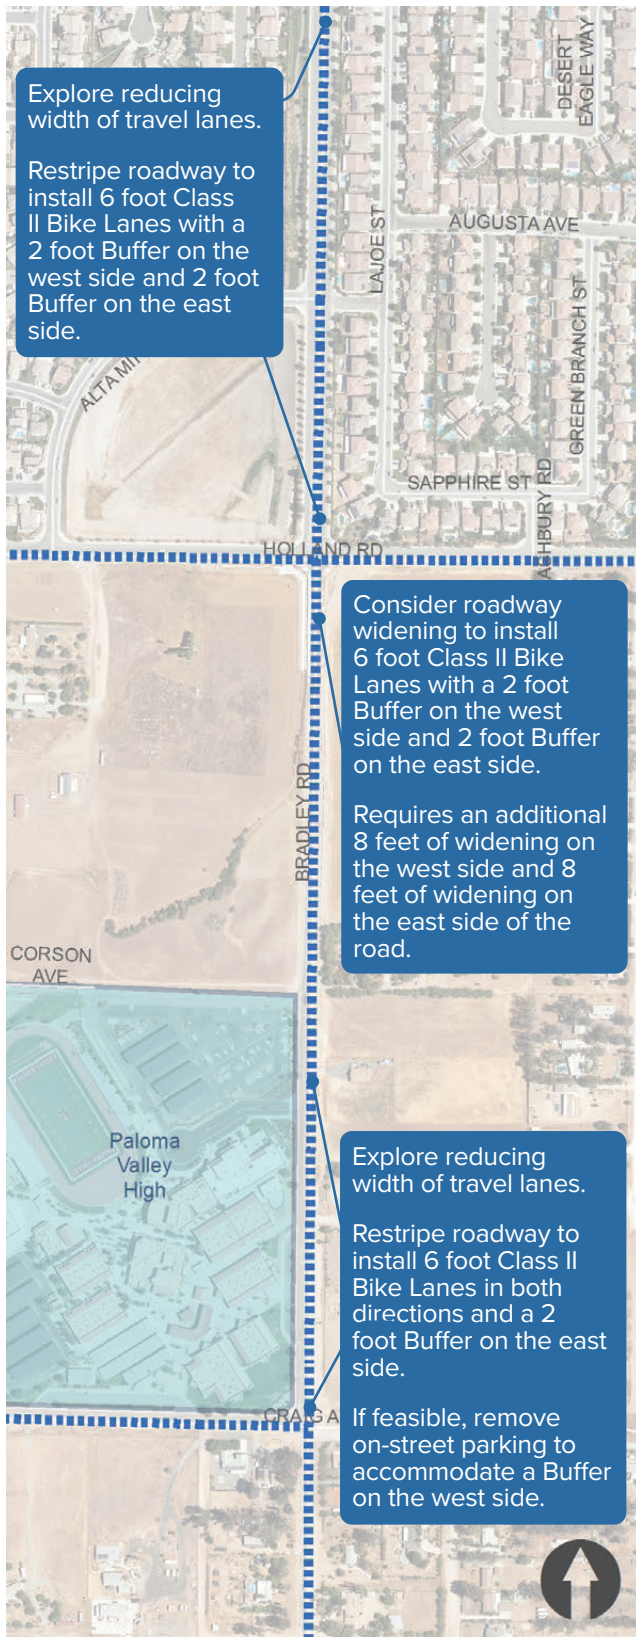 DESERT
EAGLE WAY
Explore reducing
width of travel lanes.
Restripe roadway to
install 6 foot Class
II Bike Lanes with a
2 foot Buffer on the
west side and 2 foot
Buffer on the east
side.
LAJOE ST
AUGUSTA AVE
GREEN BRANCH ST
SAPPHIRE ST
HOLLAND RD
Consider roadway
widening to install
6 foot Class II Bike
Lanes with a 2 foot
Buffer on the west
side and 2 foot Buffer
on the east side.
Requires an additional
8 feet of widening on
the west side and 8
feet of widening on
the east side of the
road.
BRADLEY RD
CORSON
AVE
Paloma
Valley
High
Explore reducing
width of travel lanes.
Restripe roadway to
install 6 foot Class II
Bike Lanes in both
directions and a 2
foot Buffer on the east
side.
If feasible, remove
on-street parking to
accommodate a Buffer
on the west side.
CRAIG A